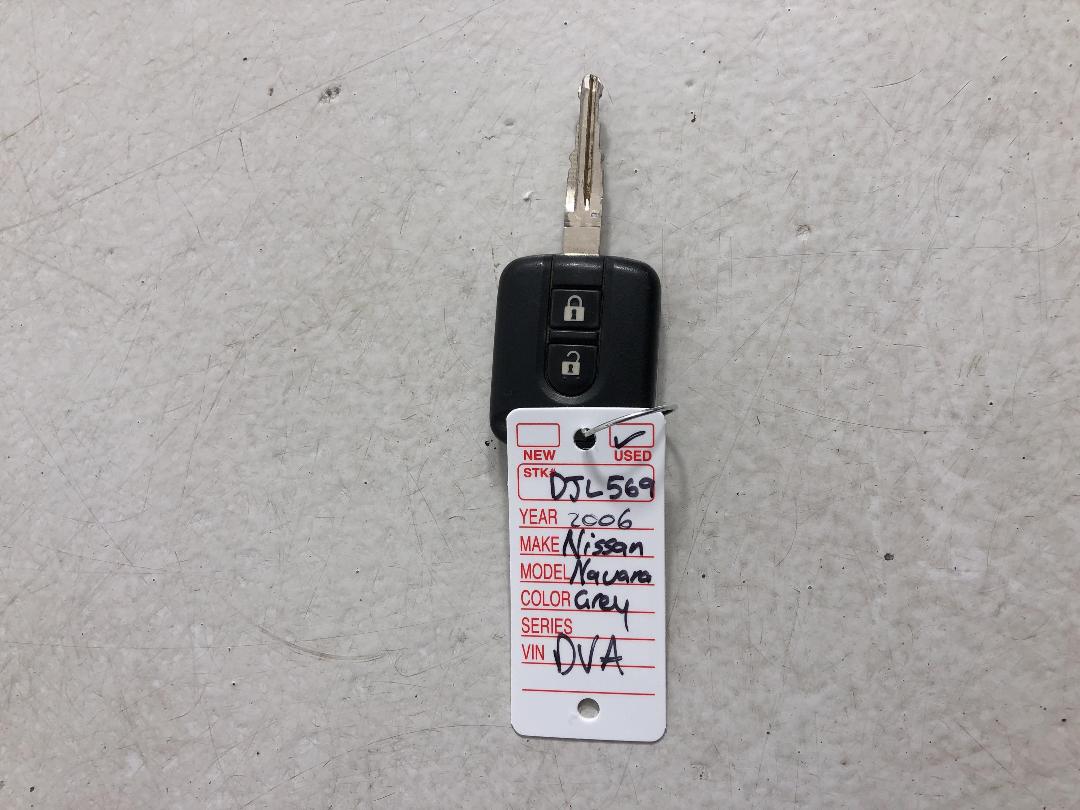 NEW USED
STK# DJL569
YEAR 2006
MAKE Nissan
MODEL Navara
COLOR Grey
SERIES
VIN DVA